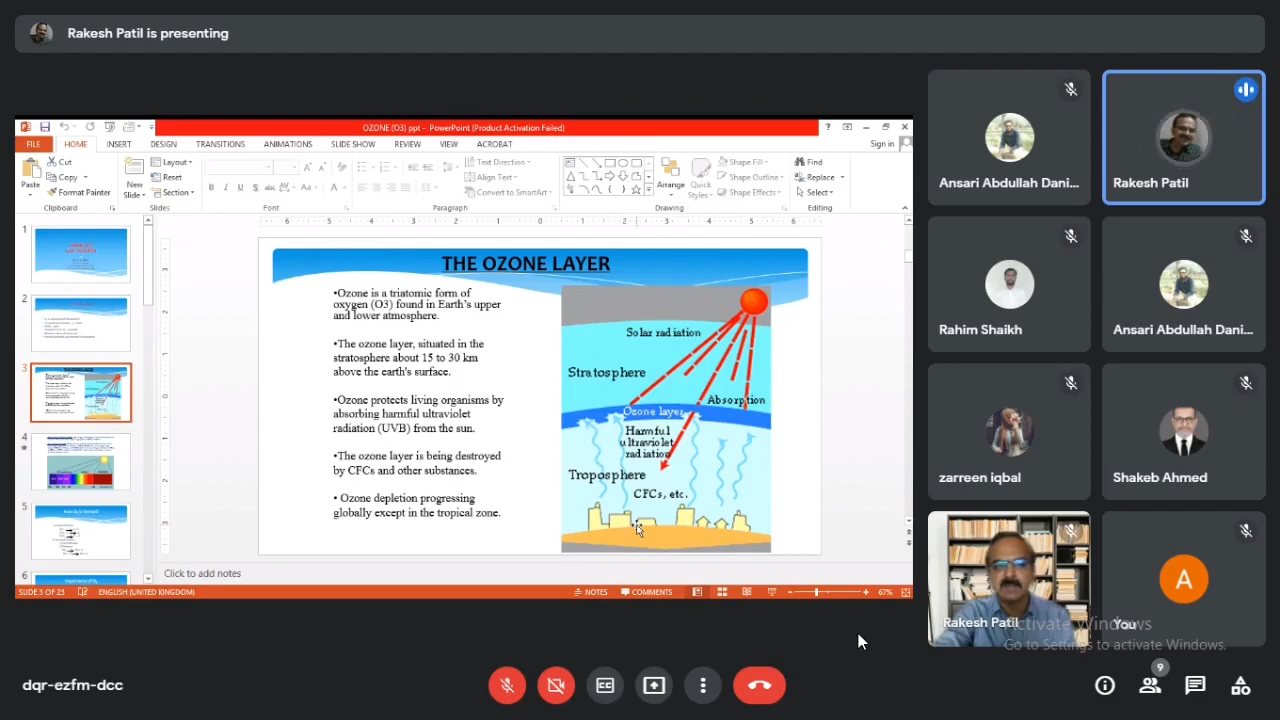 Rakesh Patil is presenting
OZONE (O3) ppt - PowerPoint (Product Activation Failed)
FILE HOME INSERT DESIGN TRANSITIONS ANIMATIONS SLIDE SHOW REVIEW VIEW ACROBAT Sign in
Paste
Cut
Copy
Format Painter
Clipboard
New Slide
Layout
Reset
Section
Slides
Font
Text Direction
Align Text
Convert to SmartArt
Paragraph
Arrange
Quick Styles
Shape Fill
Shape Outline
Shape Effects
Drawing
Find
Replace
Select
Editing
1
2
3
4
5
6
THE OZONE LAYER
•Ozone is a triatomic form of
oxygen (O3) found in Earth's upper
and lower atmosphere.
•The ozone layer, situated in the
stratosphere about 15 to 30 km
above the earth's surface.
•Ozone protects living organisms by
absorbing harmful ultraviolet
radiation (UVB) from the sun.
•The ozone layer is being destroyed
by CFCs and other substances.
• Ozone depletion progressing
globally except in the tropical zone.
Solar radiation
Stratosphere
Absorption
Ozone layer
Harmful
ultraviolet
radiation
Troposphere
CFCs, etc.
Click to add notes
SLIDE 3 OF 23 ENGLISH (UNITED KINGDOM) NOTES COMMENTS 67%
Ansari Abdullah Dani...
Rakesh Patil
Rahim Shaikh
Ansari Abdullah Dani...
zarreen iqbal
Shakeb Ahmed
Rakesh Patil
A
You
Activate Windows
Go to Settings to activate Windows.
dqr-ezfm-dcc
9